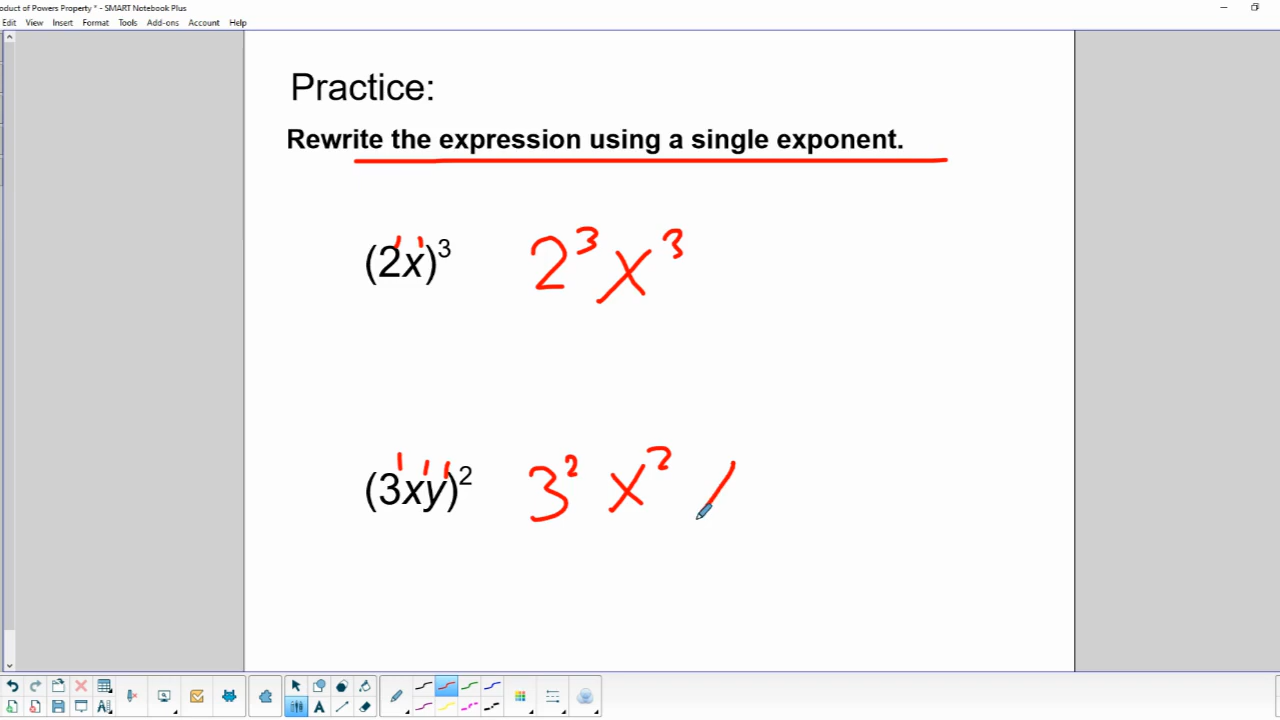 oduct of Powers Property * - SMART Notebook Plus
Edit View Insert Format Tools Add-ons Account Help
Practice:
Rewrite the expression using a single exponent.
(2x)³ 2³x³
(3xy)² 3² x²